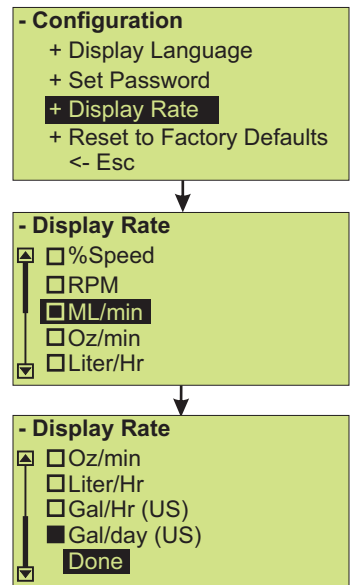 - Configuration
+ Display Language
+ Set Password
+ Display Rate
+ Reset to Factory Defaults
<- Esc
- Display Rate
%Speed
RPM
ML/min
Oz/min
Liter/Hr
- Display Rate
Oz/min
Liter/Hr
Gal/Hr (US)
Gal/day (US)
Done